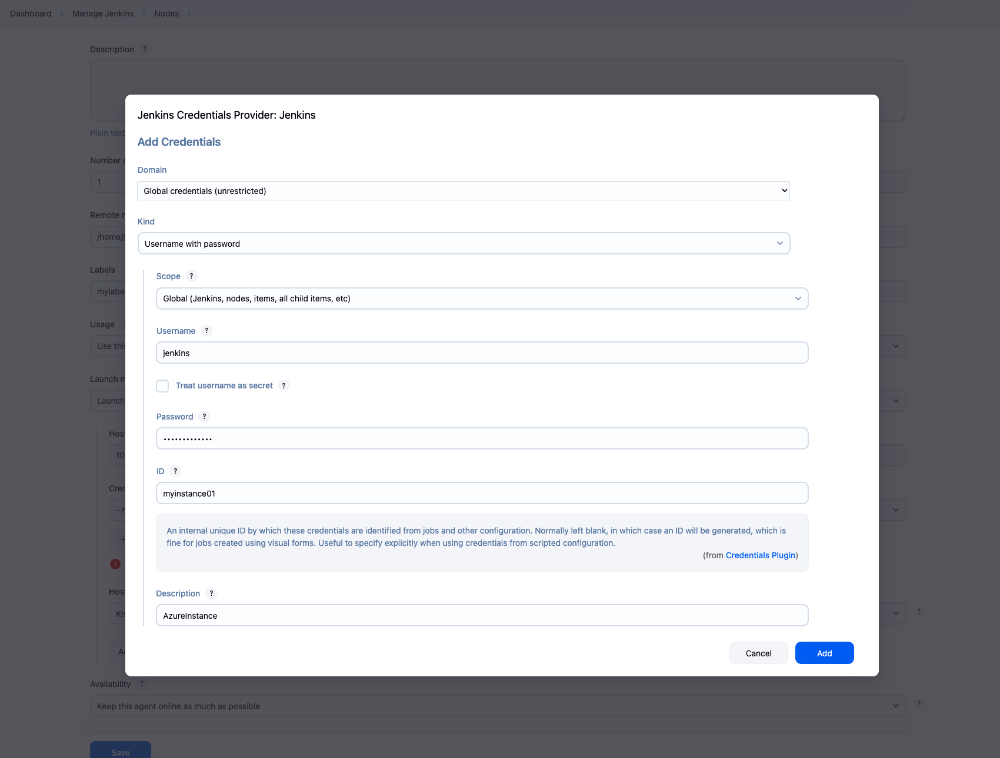 Dashboard > Manage Jenkins > Nodes >
Description ?
Plain text
Number
1
Remote
/home/j
Labels
mylabe
Usage
Use this
Launch
Launch
Host
10
- n
Host
Kn
Availability ?
Keep this agent online as much as possible
?
?
Save
Jenkins Credentials Provider: Jenkins
Add Credentials
Domain
Global credentials (unrestricted)
Kind
Username with password
Scope ?
Global (Jenkins, nodes, items, all child items, etc)
Username ?
jenkins
Treat username as secret ?
Password ?
•••••••••••••
ID ?
myinstance01
An internal unique ID by which these credentials are identified from jobs and other configuration. Normally left blank, in which case an ID will be generated, which is
fine for jobs created using visual forms. Useful to specify explicitly when using credentials from scripted configuration.
(from Credentials Plugin)
Description ?
AzureInstance
Cancel
Add